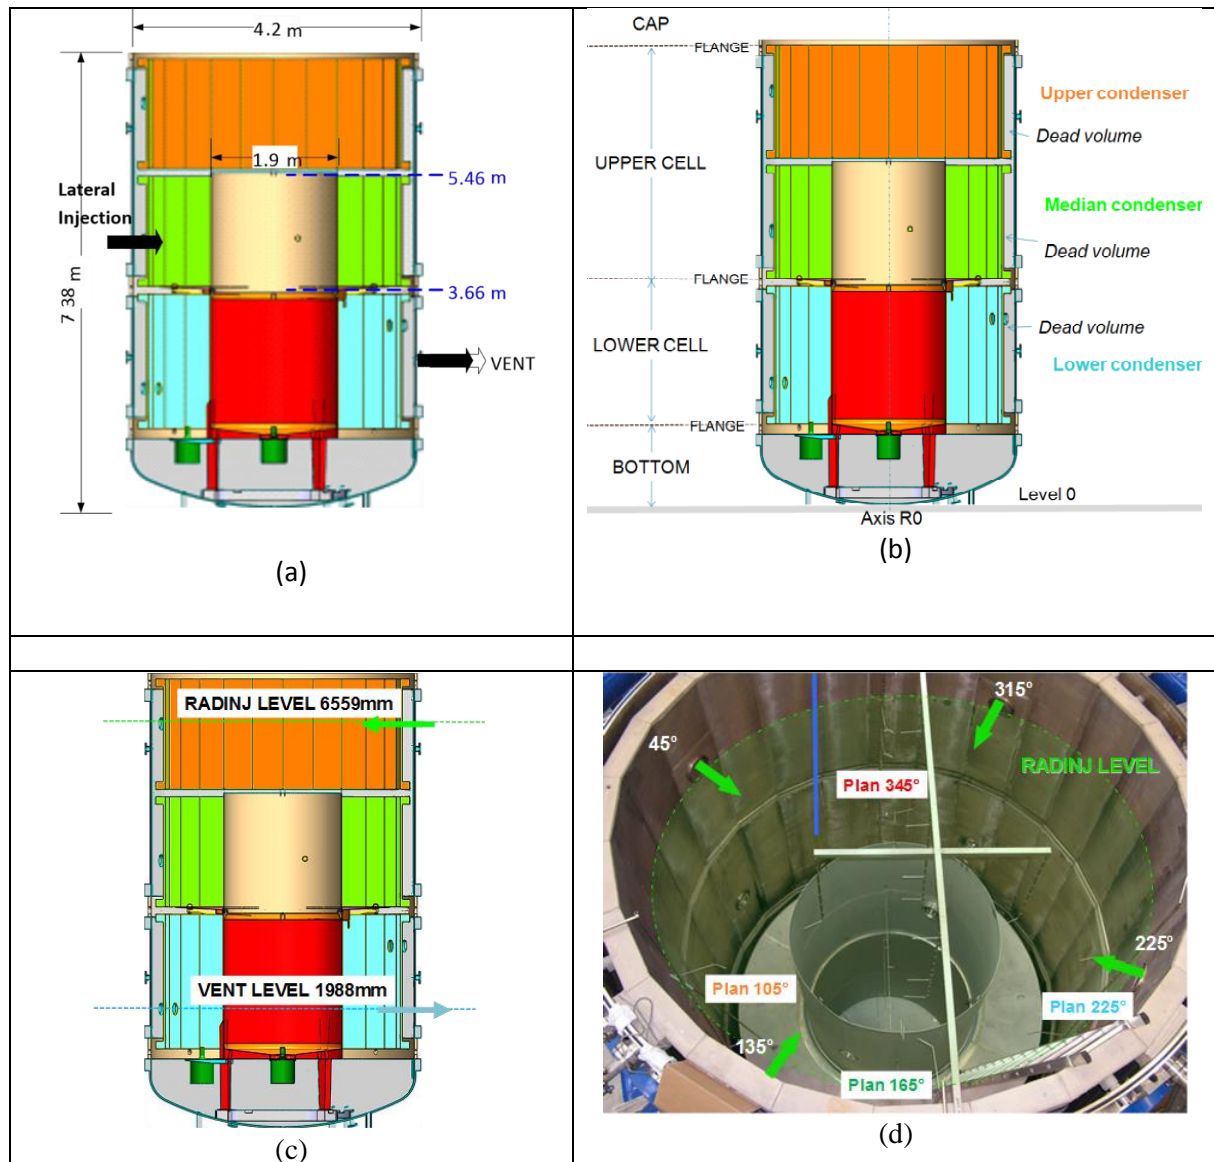 4.2 m
1.9 m
5.46 m
Lateral
Injection
7.38 m
3.66 m
VENT
(a)
CAP
FLANGE
Upper condenser
Dead volume
UPPER CELL
Median condenser
Dead volume
FLANGE
Dead volume
LOWER CELL
Lower condenser
FLANGE
BOTTOM
Level 0
Axis R0
(b)
RADINJ LEVEL 6559mm
VENT LEVEL 1988mm
(c)
315°
45°
RADINJ LEVEL
Plan 345°
225°
Plan 105°
Plan 225°
135°
Plan 165°
(d)